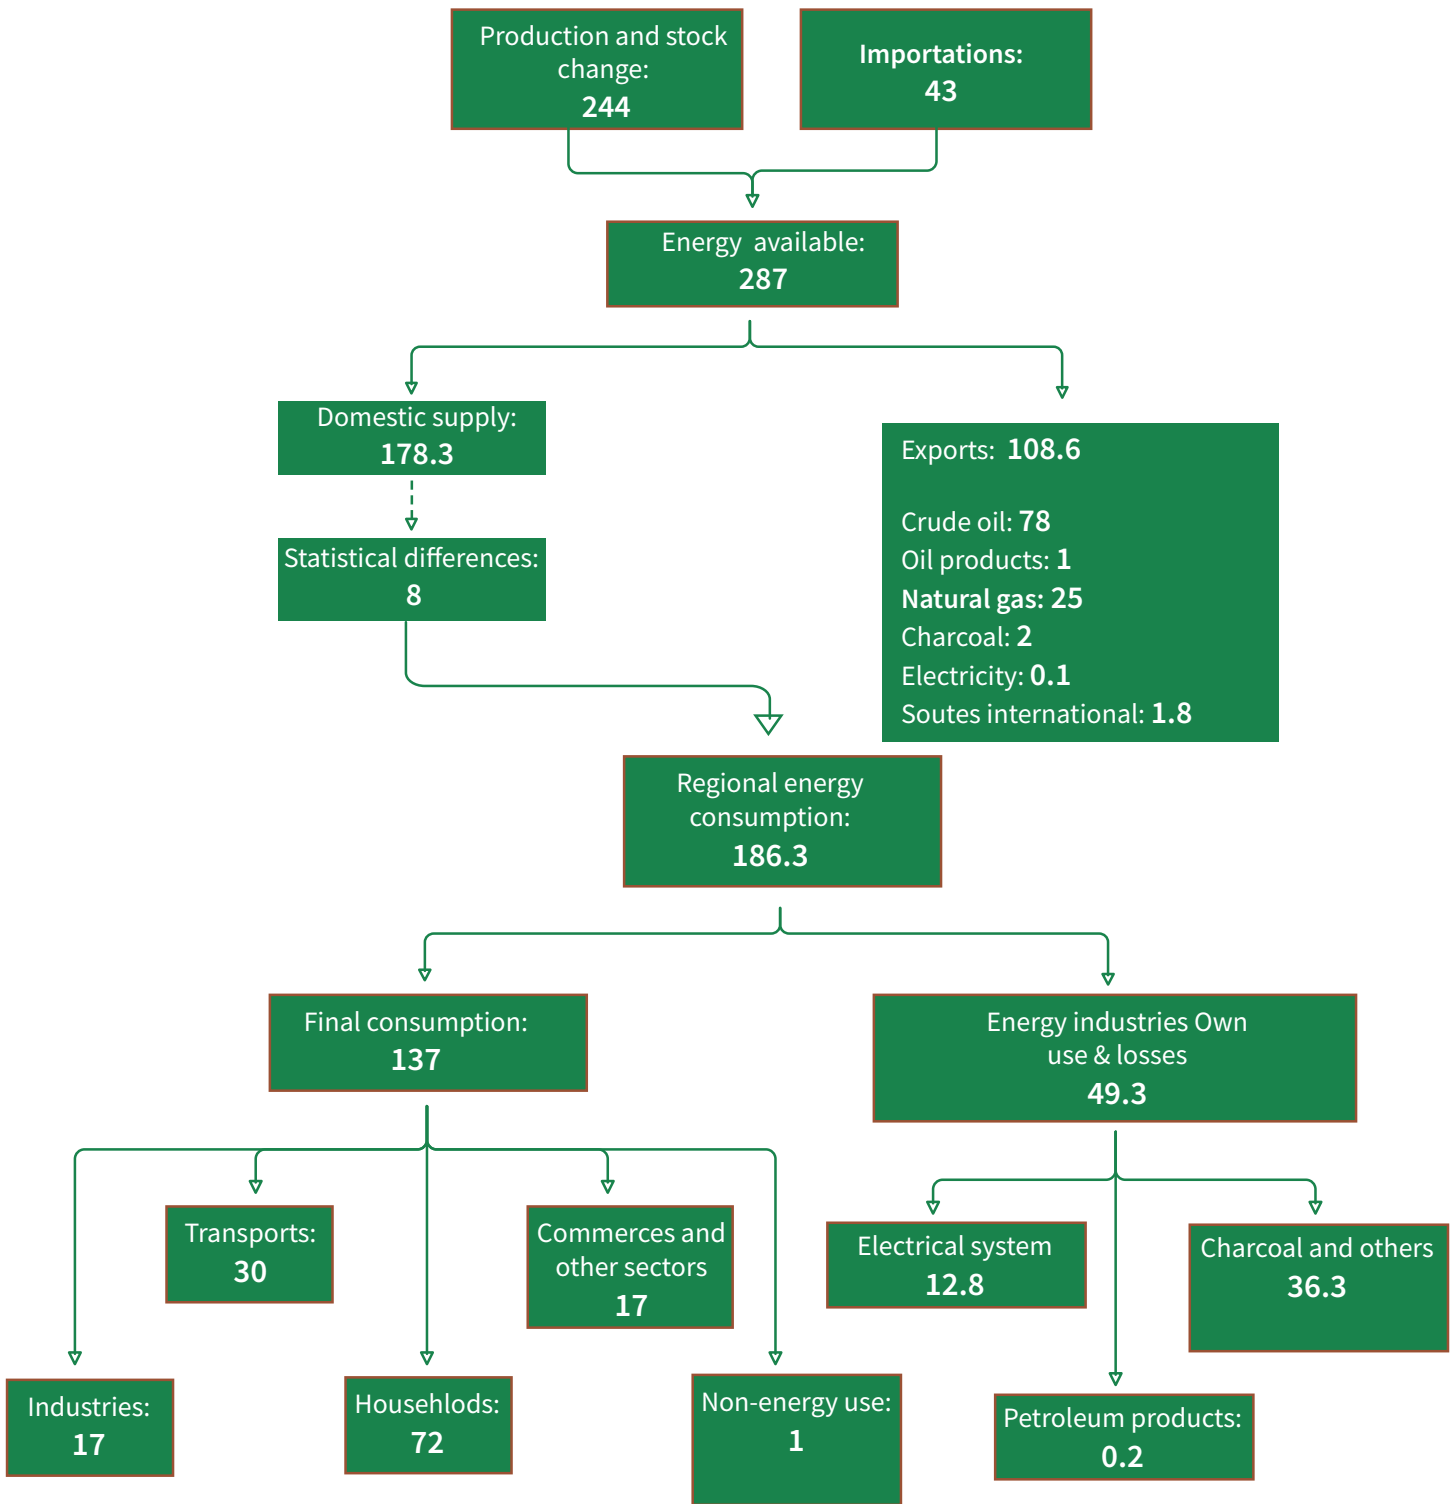 Production and stock
change:
244
Importations:
43
Energy available:
287
Domestic supply:
178.3
Statistical differences:
8
Exports: 108.6
Crude oil: 78
Oil products: 1
Natural gas: 25
Charcoal: 2
Electricity: 0.1
Soutes international: 1.8
Regional energy
consumption:
186.3
Final consumption:
137
Energy industries Own
use & losses
49.3
Transports:
30
Commerces and
other sectors
17
Electrical system
12.8
Charcoal and others
36.3
Industries:
17
Househlods:
72
Non-energy use:
1
Petroleum products:
0.2